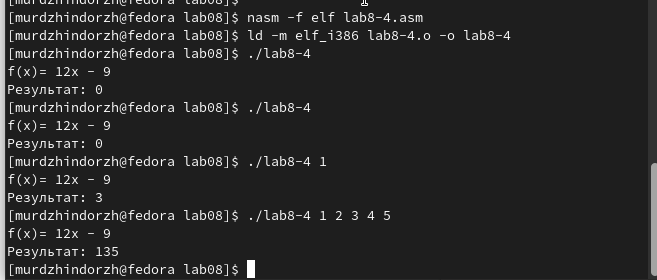 [murdzhindorzh@fedora lab08]$
[murdzhindorzh@fedora lab08]$ nasm -f elf lab8-4.asm
[murdzhindorzh@fedora lab08]$ ld -m elf_i386 lab8-4.o -o lab8-4
[murdzhindorzh@fedora lab08]$ ./lab8-4
f(x)= 12x - 9
Результат: 0
[murdzhindorzh@fedora lab08]$ ./lab8-4
f(x)= 12x - 9
Результат: 0
[murdzhindorzh@fedora lab08]$ ./lab8-4 1
f(x)= 12x - 9
Результат: 3
[murdzhindorzh@fedora lab08]$ ./lab8-4 1 2 3 4 5
f(x)= 12x - 9
Результат: 135
[murdzhindorzh@fedora lab08]$